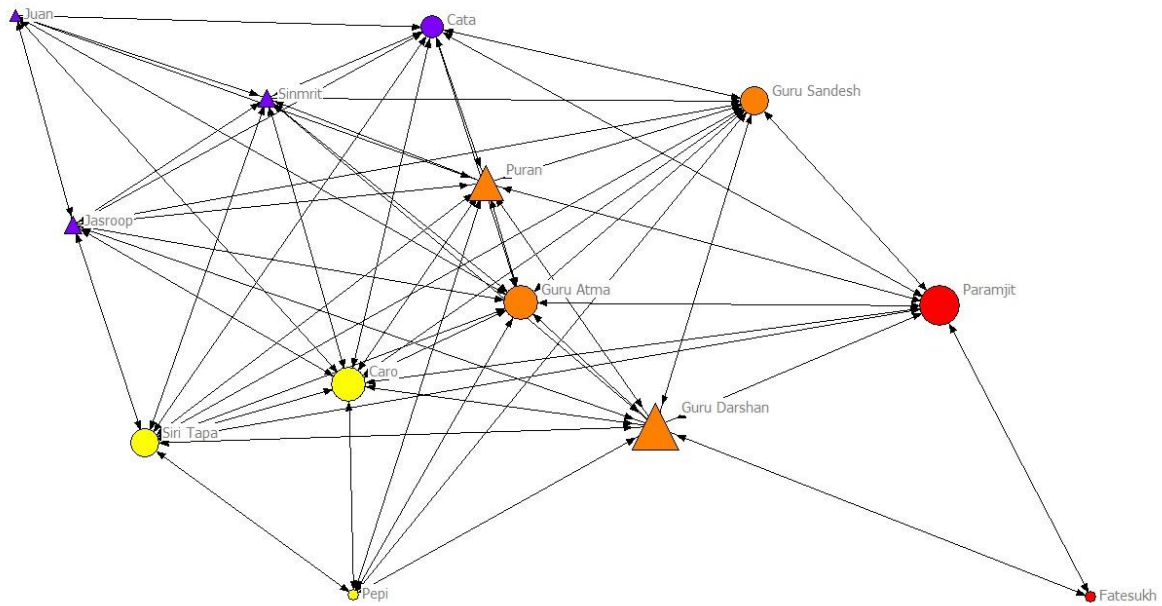 Juan
Cata
Guru Sandesh
Sinmrit
Puran
Jasroop
Guru Atma
Paramjit
Caro
Guru Darshan
Siri Tapa
Pepi
Fatesukh